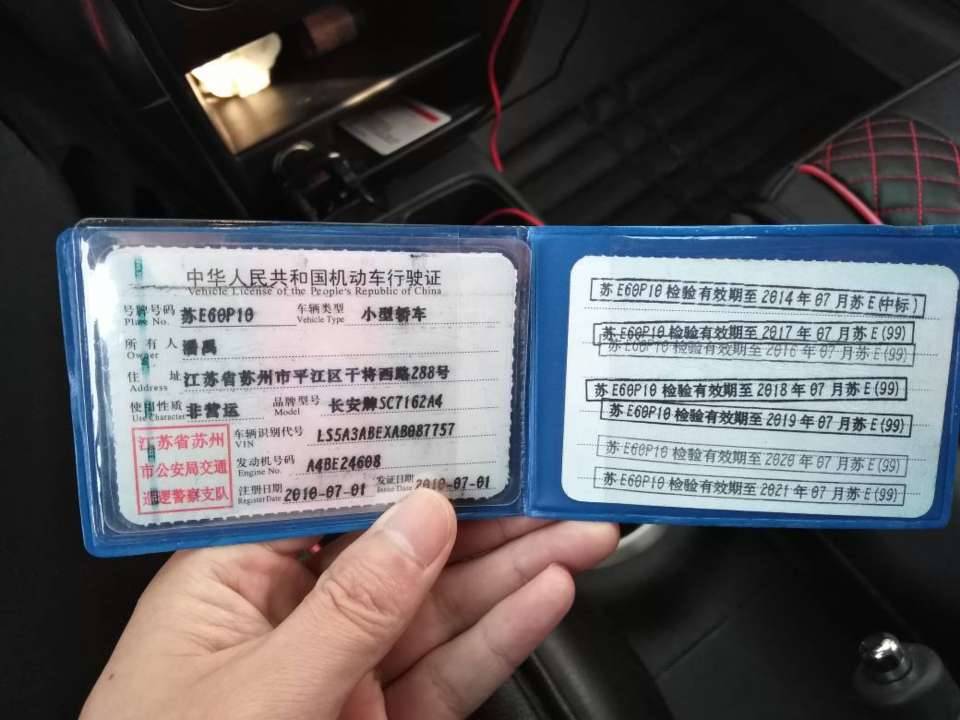 中华人民共和国机动车行驶证
Vehicle License of the People's Republic of China
号牌号码 苏E60P10 车辆类型 小型轿车
Plate No. Vehicle Type
所有人 潘禺
Owner
住址 江苏省苏州市平江区干将西路288号
Address
使用性质 非营运 品牌型号 长安牌SC7162A4
Use Character Model
江苏省苏州
市公安局交通
巡逻警察支队
车辆识别代号 LS5A3ABEXAB087757
VIN
发动机号码 A4BE24608
Engine No.
注册日期 2010-07-01 发证日期 2010-07-01
Register Date Issue Date
苏E60P10检验有效期至2014年07月苏E(中标)
苏E60P10检验有效期至2017年07月苏E(99)
苏E60P10检验有效期至2016年07月苏E(99)
苏E60P10检验有效期至2018年07月苏E(99)
苏E60P10检验有效期至2019年07月苏E(99)
苏E60P10检验有效期至2020年07月苏E(99)
苏E60P10检验有效期至2021年07月苏E(99)